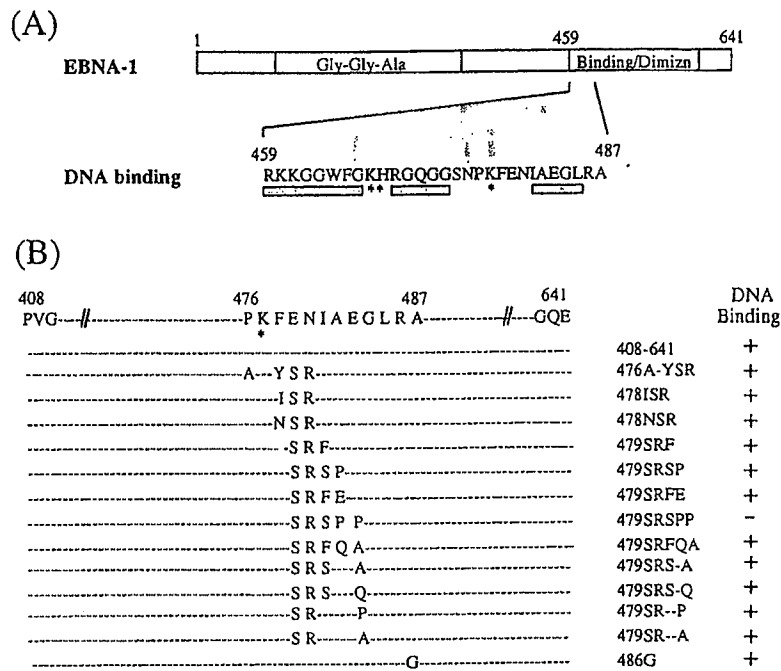 (A)
1 459 641
EBNA-1 Gly-Gly-Ala Binding/Dimizn
459 487
DNA binding RKKGGWFGKHRGQGGSNPKFENIAEGLRA
** *
(B)
408 476 487 641 DNA
PVG----//----PKFENIAEGLRA----//----GQE Binding
*
408-641 +
A--YSR 476A-YSR +
ISR 478ISR +
NSR 478NSR +
SRF 479SRF +
SRSP 479SRSP +
SRFE 479SRFE +
SRSPP 479SRSPP −
SRFQA 479SRFQA +
SRS--A 479SRS-A +
SRS--Q 479SRS-Q +
SR----P 479SR--P +
SR----A 479SR--A +
G 486G +